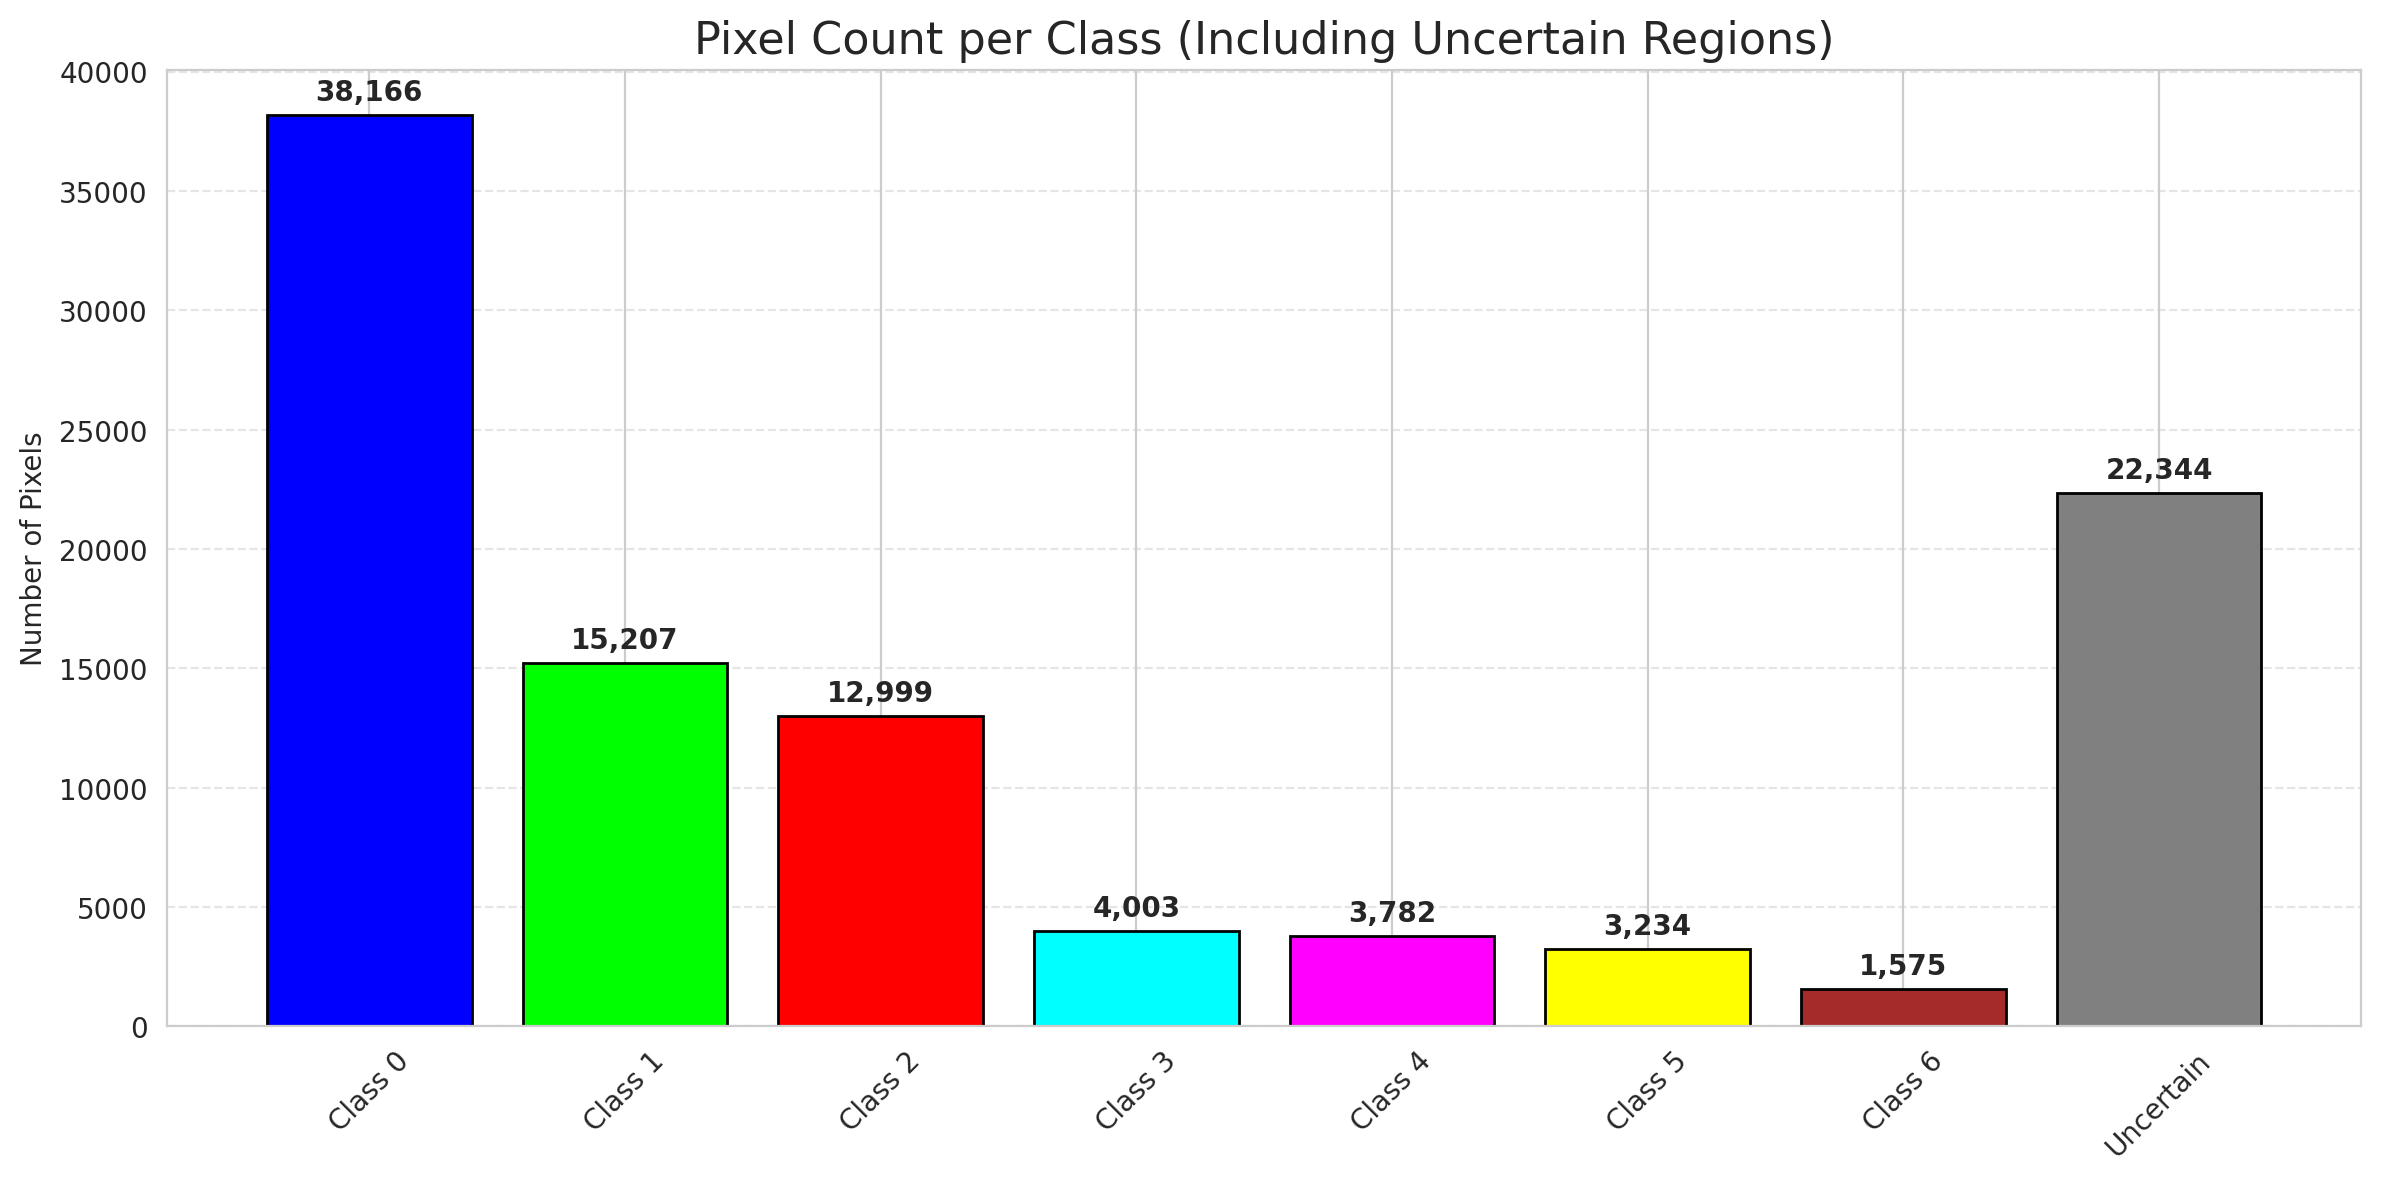 Pixel Count per Class (Including Uncertain Regions)
Number of Pixels
40000
35000
30000
25000
20000
15000
10000
5000
0
38,166
15,207
12,999
4,003
3,782
3,234
1,575
22,344
Class 0
Class 1
Class 2
Class 3
Class 4
Class 5
Class 6
Uncertain